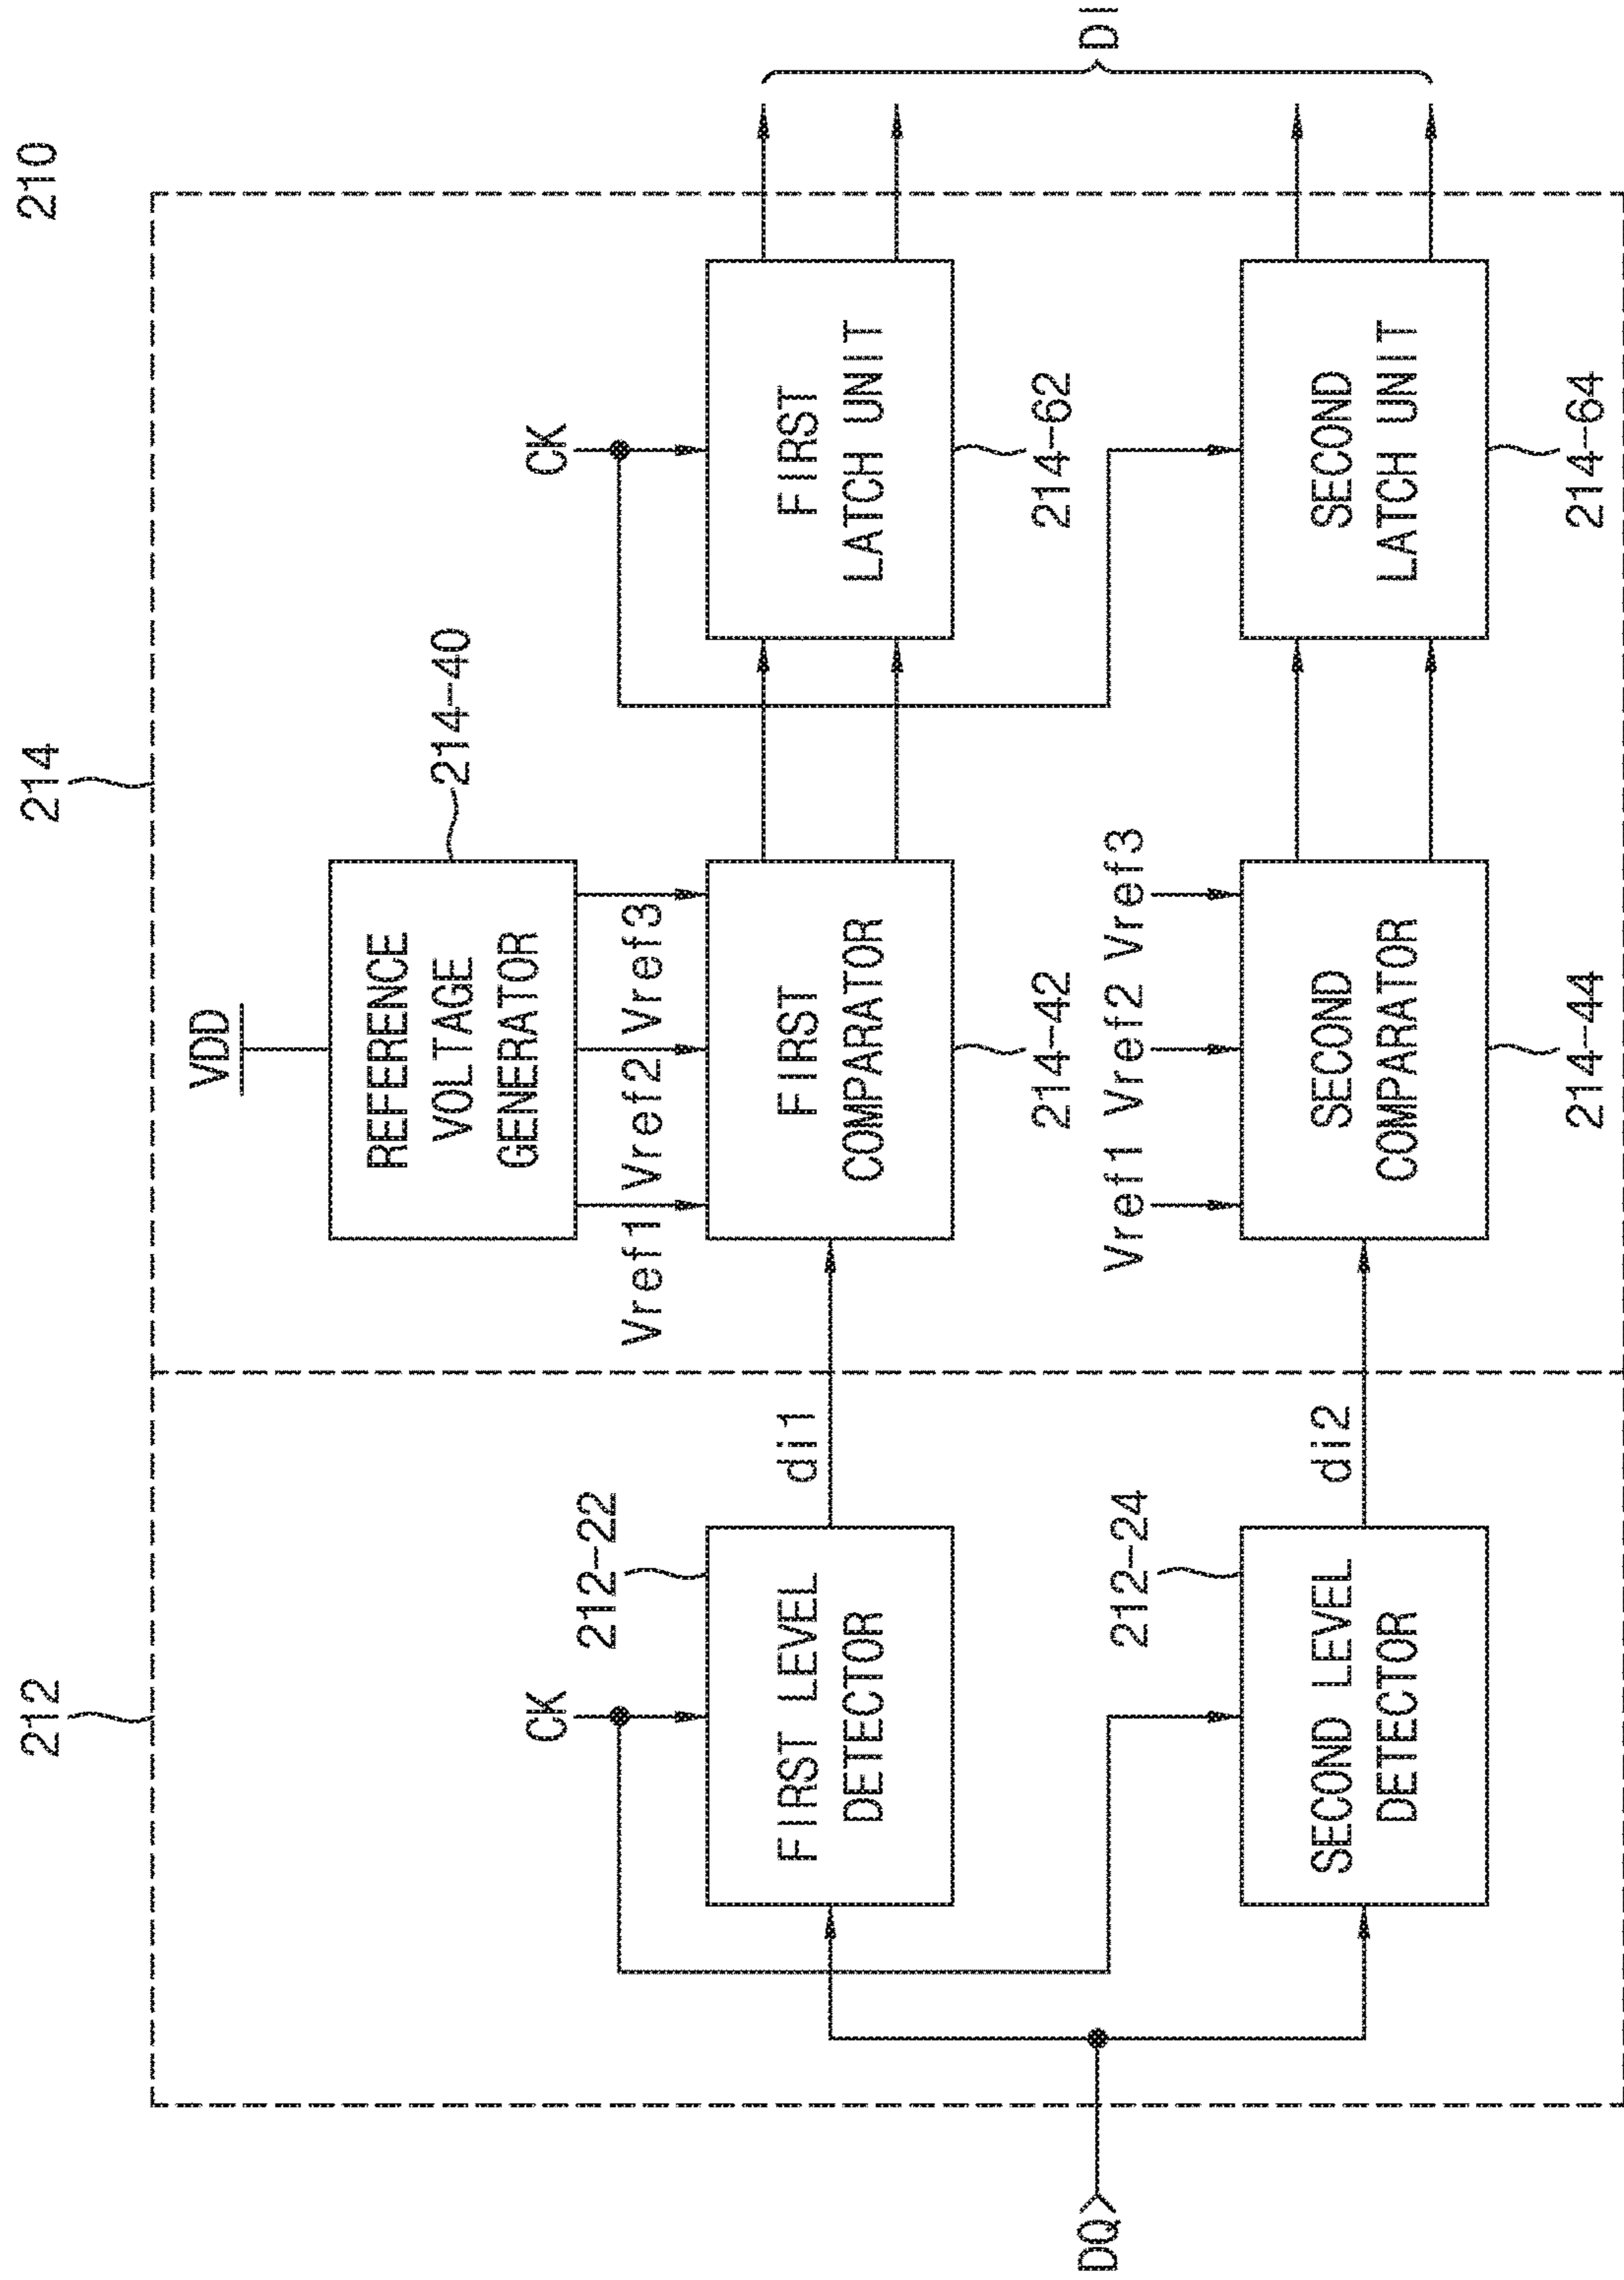 210
212
214
VDD
REFERENCE
VOLTAGE
GENERATOR
214-40
CK
212-22
Vref1 Vref2 Vref3
CK
FIRST LEVEL
DETECTOR
di1
FIRST
COMPARATOR
214-42
FIRST
LATCH UNIT
214-62
DQ>
DI
212-24
Vref1 Vref2 Vref3
SECOND LEVEL
DETECTOR
di2
SECOND
COMPARATOR
214-44
SECOND
LATCH UNIT
214-64